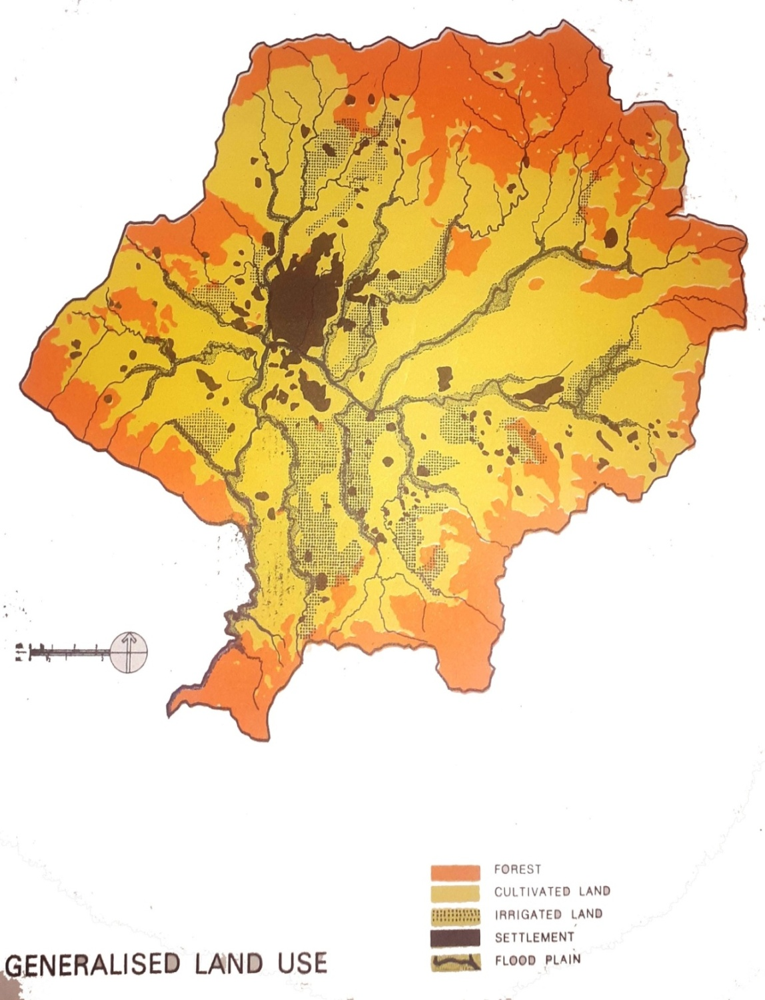 FOREST
CULTIVATED LAND
IRRIGATED LAND
SETTLEMENT
FLOOD PLAIN
GENERALISED LAND USE